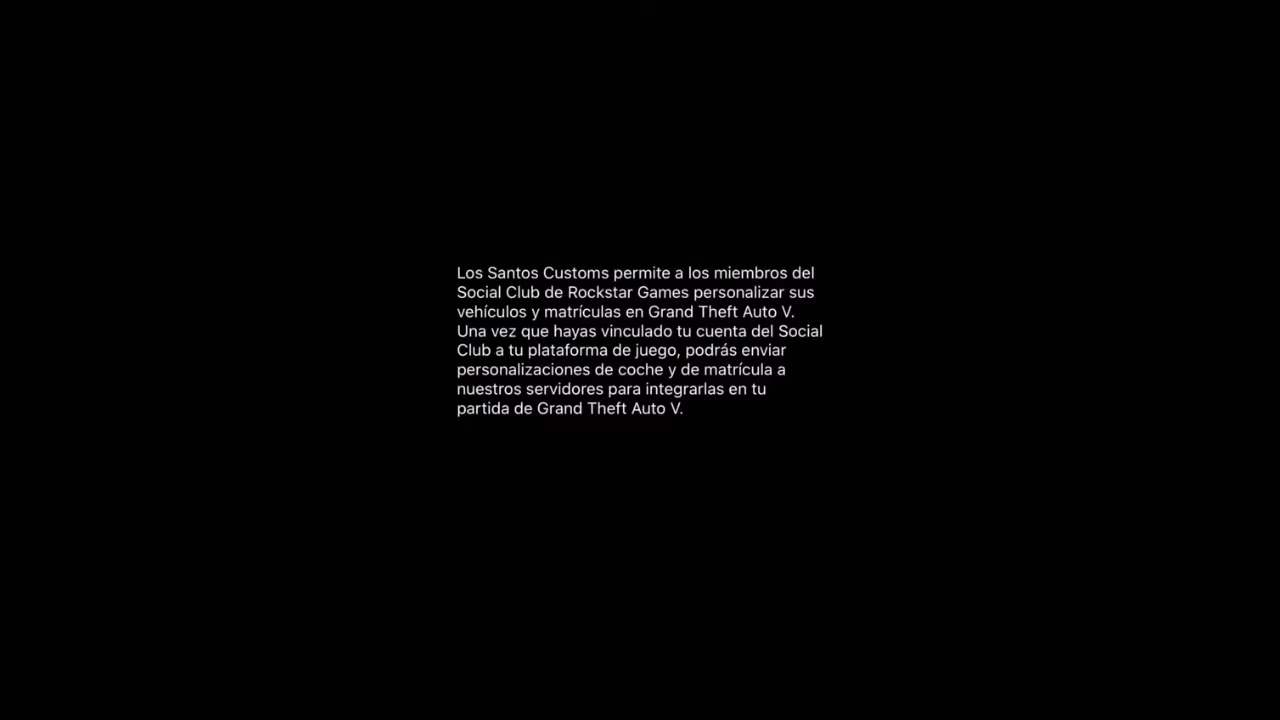 Los Santos Customs permite a los miembros del
Social Club de Rockstar Games personalizar sus
vehículos y matrículas en Grand Theft Auto V.
Una vez que hayas vinculado tu cuenta del Social
Club a tu plataforma de juego, podrás enviar
personalizaciones de coche y de matrícula a
nuestros servidores para integrarlas en tu
partida de Grand Theft Auto V.